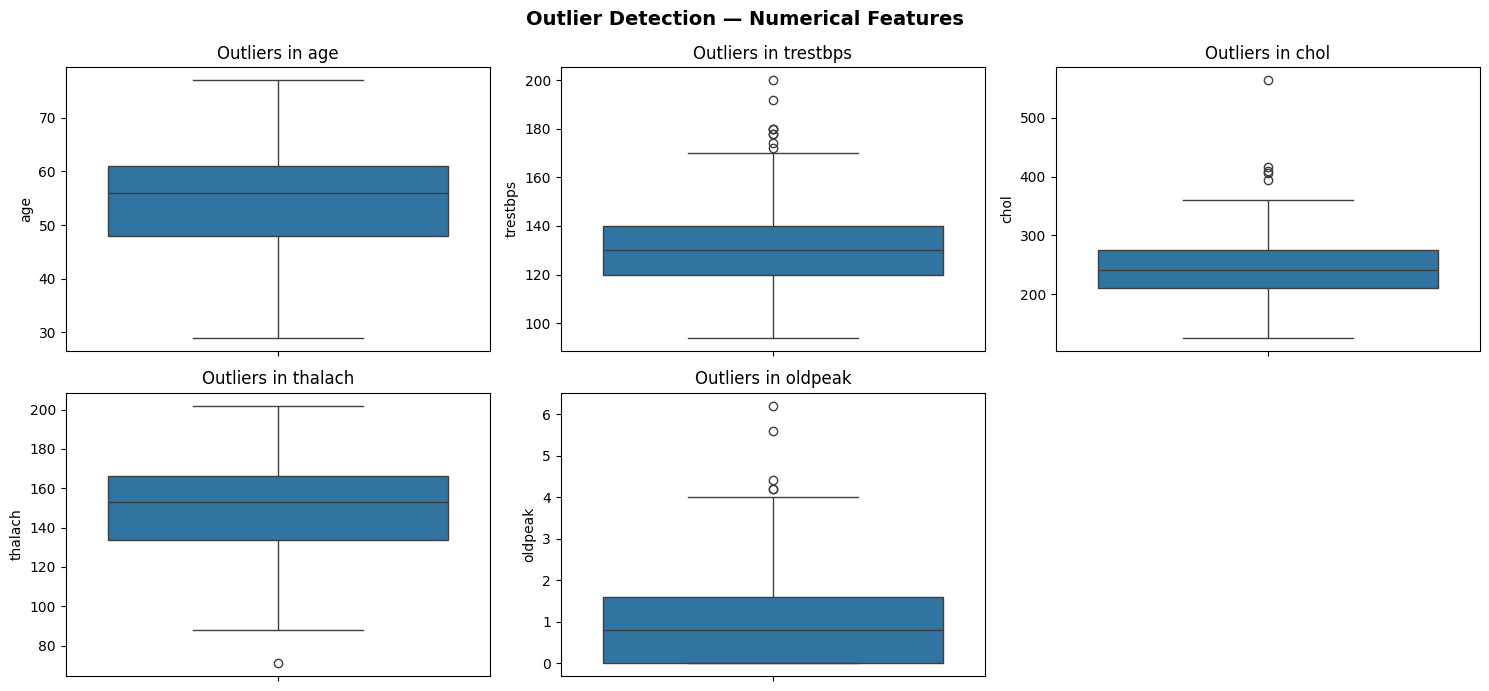 Outlier Detection — Numerical Features
Outliers in age
age
70
60
50
40
30
Outliers in trestbps
trestbps
200
180
160
140
120
100
Outliers in chol
chol
500
400
300
200
Outliers in thalach
thalach
200
180
160
140
120
100
80
Outliers in oldpeak
oldpeak
6
5
4
3
2
1
0